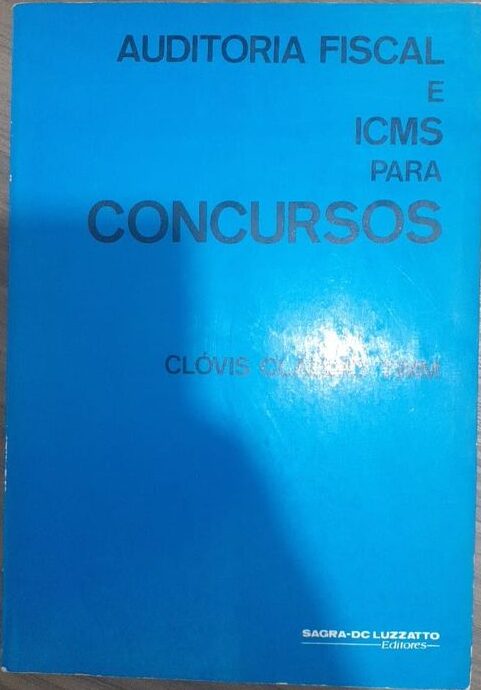 AUDITORIA FISCAL
E
ICMS
PARA
CONCURSOS
CLÓVIS
SAGRA-DC LUZZATTO
Editores